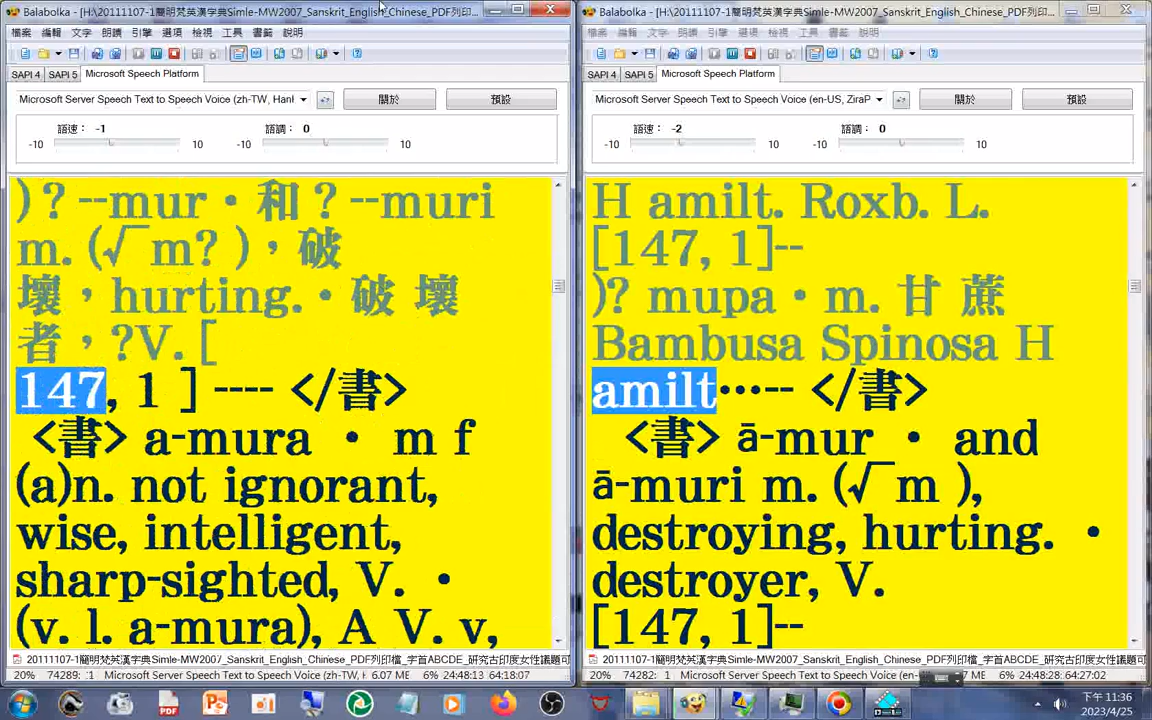 Balabolka - [H:\20111107-1簡明梵英漢字典Simle-MW2007_Sanskrit_English_Chinese_PDF列印...
檔案 編輯 文字 朗讀 引擎 選項 檢視 工具 書籤 說明
SAPI 4 SAPI 5 Microsoft Speech Platform
Microsoft Server Speech Text to Speech Voice (zh-TW, Hanl
關於 預設
語速： -1 語調： 0
-10 10 -10 10
)？--mur‧和？--muri
m. (√ m? )，破
壞，hurting.‧破 壞
者，?V. [
147, 1 ] ---- </書>
<書> a-mura ‧ m f
(a)n. not ignorant,
wise, intelligent,
sharp-sighted, V. ‧
(v. l. a-mura), A V. v,
20111107-1簡明梵英漢字典Simle-MW2007_Sanskrit_English_Chinese_PDF列印檔_字首ABCDE_研究古印度女性議題可
20% 74289: :1 Microsoft Server Speech Text to Speech Voice (zh-TW, 6.07 MB 6% 24:48:13 64:18:07
Balabolka - [H:\20111107-1簡明梵英漢字典Simle-MW2007_Sanskrit_English_Chinese_PDF列印...
檔案 編輯 文字 朗讀 引擎 選項 檢視 工具 書籤 說明
SAPI 4 SAPI 5 Microsoft Speech Platform
Microsoft Server Speech Text to Speech Voice (en-US, ZiraP
關於 預設
語速： -2 語調： 0
-10 10 -10 10
H amilt. Roxb. L.
[147, 1]--
)? mupa‧m. 甘 蔗
Bambusa Spinosa H
amilt…-- </書>
<書> ā-mur ‧ and
ā-muri m. (√ m ),
destroying, hurting. ‧
destroyer, V.
[147, 1]--
20111107-1簡明梵英漢字典Simle-MW2007_Sanskrit_English_Chinese_PDF列印檔_字首ABCDE_研究古印度女性議題可
20% 74282: :1 Microsoft Server Speech Text to Speech Voice (en-US, MB 6% 24:48:28 64:27:02
下午 11:36
2023/4/25